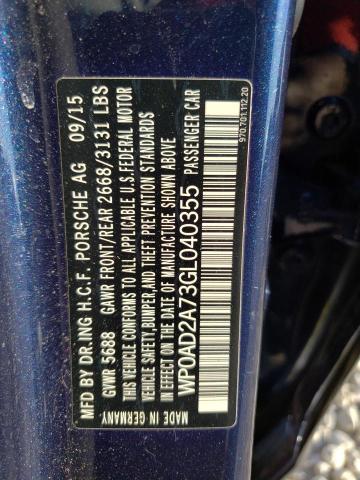 MFD BY DR.ING H.C.F. PORSCHE AG 09/15
GVWR 5688 GAWR FRONT/REAR 2668/3131 LBS
THIS VEHICLE CONFORMS TO ALL APPLICABLE U.S.FEDERAL MOTOR
VEHICLE SAFETY,BUMPER,AND THEFT PREVENTION STANDARDS
IN EFFECT ON THE DATE OF MANUFACTURE SHOWN ABOVE
WP0AD2A73GL040355 PASSENGER CAR
MADE IN GERMANY
970.701.112.20